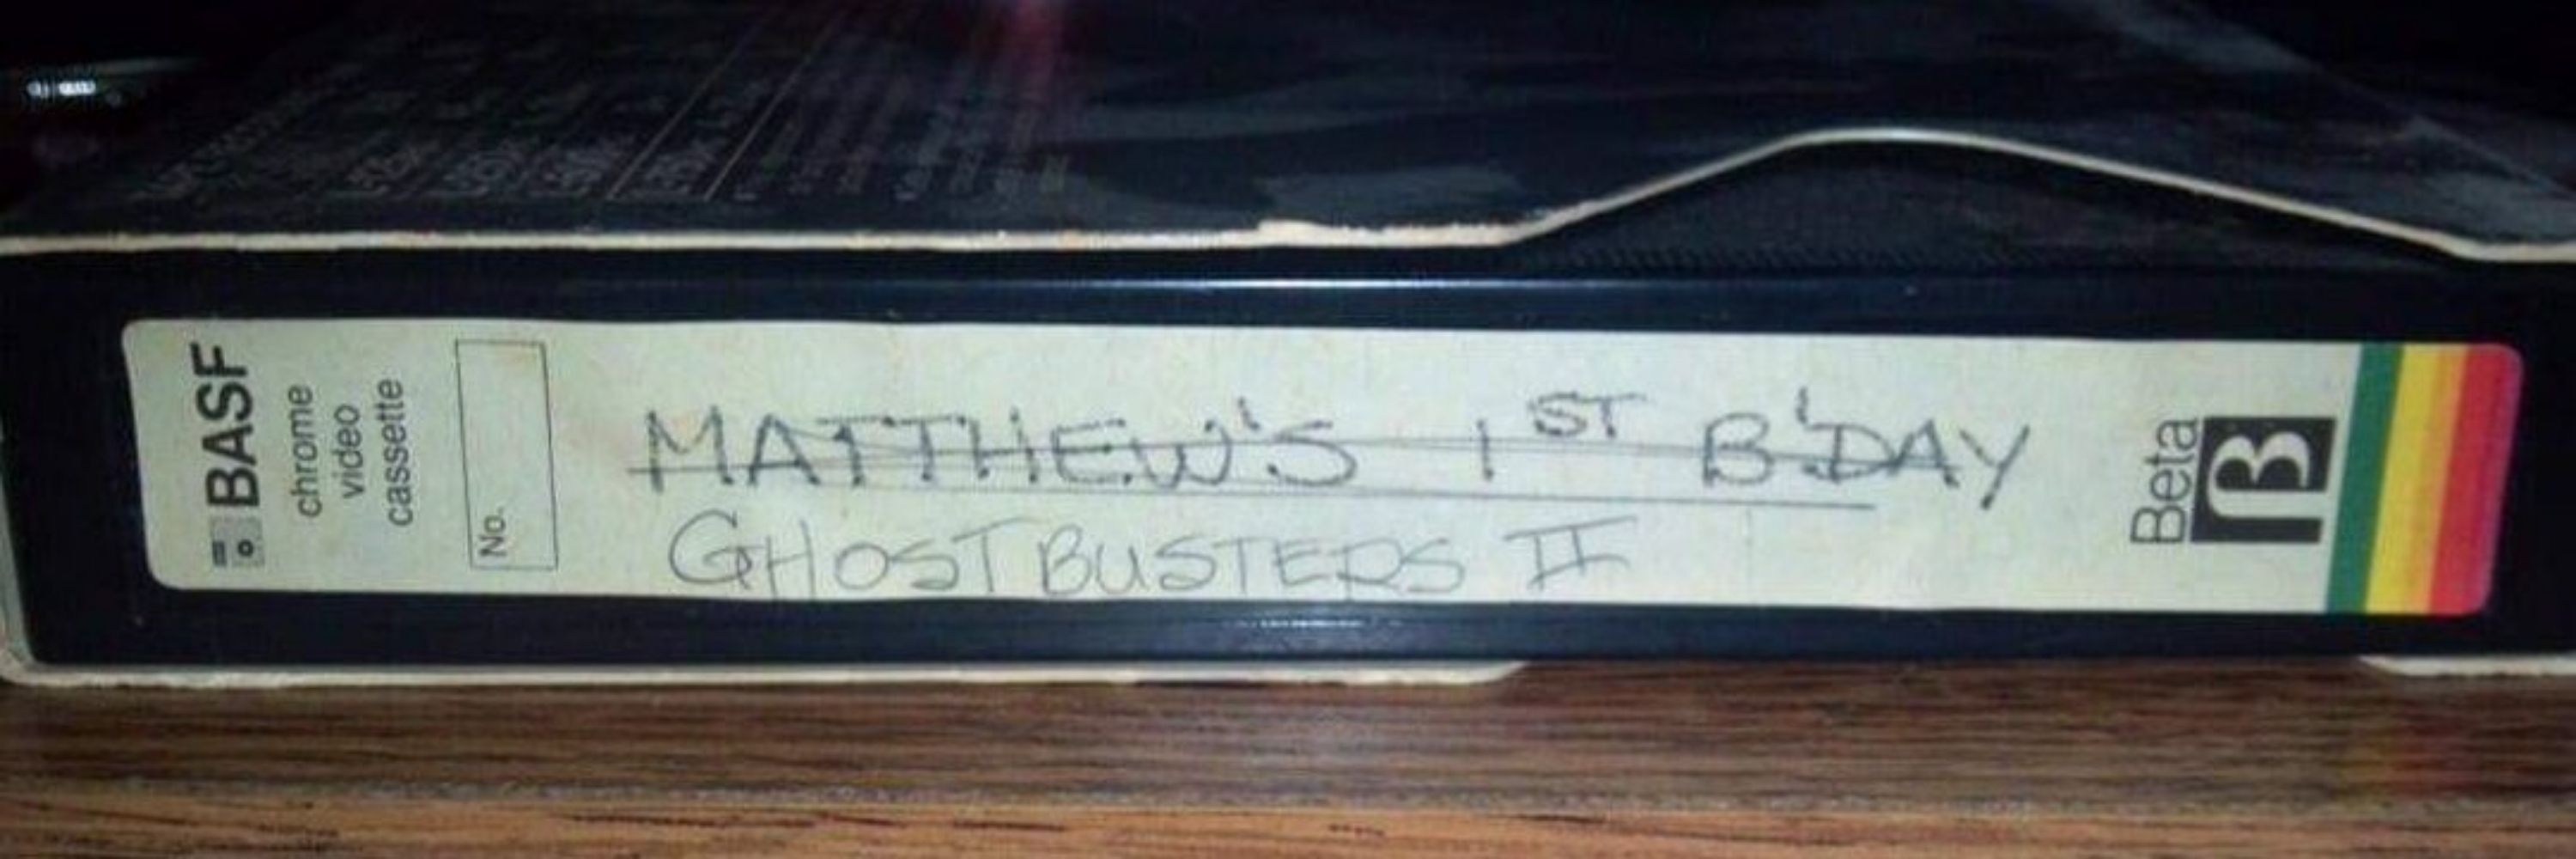 BASF
chrome
video
cassette
No.
MATTHEW'S 1ST B'DAY
GHOSTBUSTERS II
Beta
β